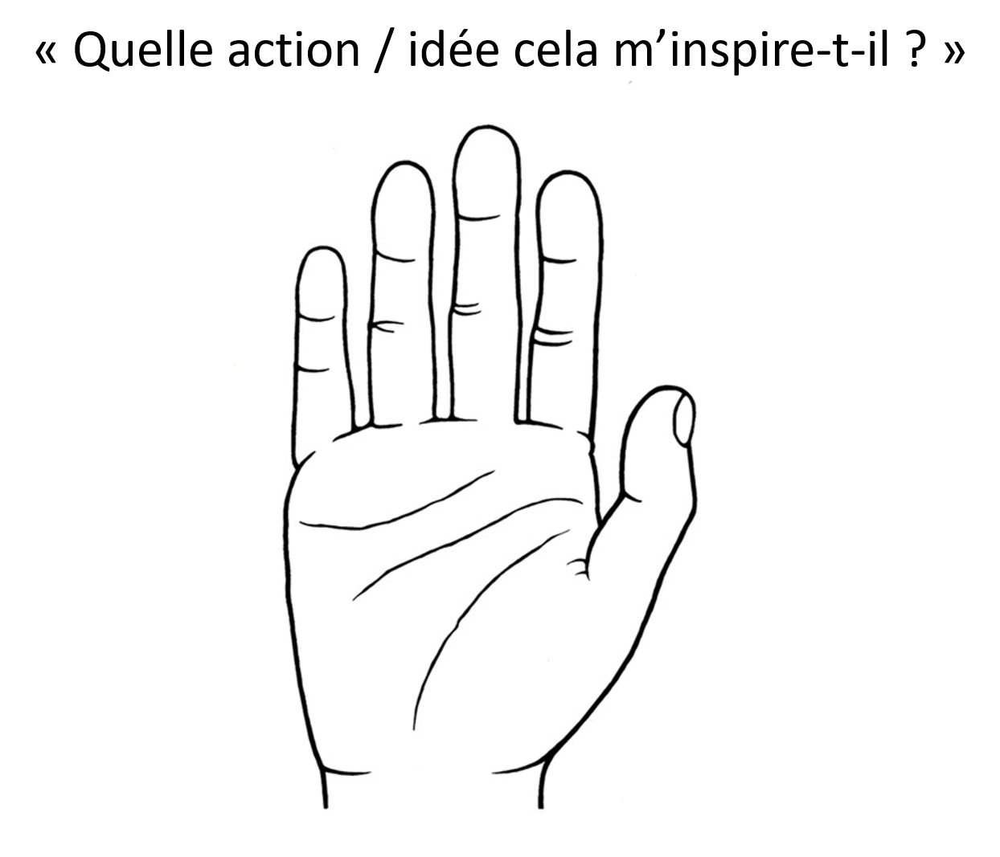 « Quelle action / idée cela m’inspire-t-il ? »